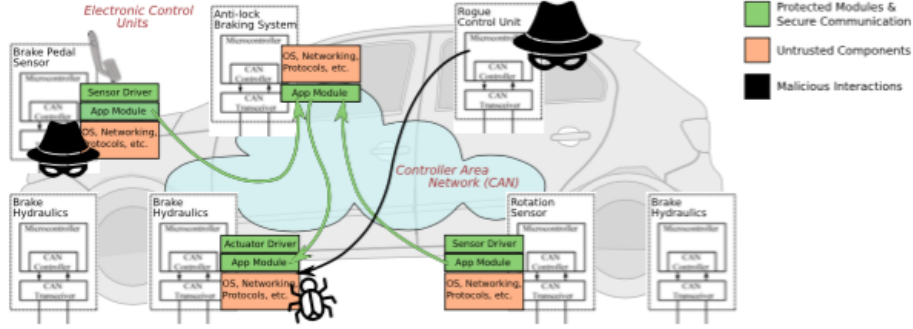 Electronic Control
Units
Anti-lock
Braking System
Microcontroller
CAN
Controller
CAN
Transceiver
OS, Networking,
Protocols, etc.
App Module
Rogue
Control Unit
Microcontroller
CAN
Controller
CAN
Transceiver
Protected Modules &
Secure Communication
Untrusted Components
Malicious Interactions
Brake Pedal
Sensor
Microcontroller
CAN
Controller
Sensor Driver
App Module
OS, Networking,
Protocols, etc.
Controller Area
Network (CAN)
Brake
Hydraulics
Microcontroller
CAN
Controller
CAN
Transceiver
Brake
Hydraulics
Microcontroller
CAN
Controller
CAN
Transceiver
Actuator Driver
App Module
OS, Networking,
Protocols, etc.
Rotation
Sensor
Microcontroller
CAN
Controller
CAN
Transceiver
Sensor Driver
App Module
OS, Networking,
Protocols, etc.
Brake
Hydraulics
Microcontroller
CAN
Controller
CAN
Transceiver